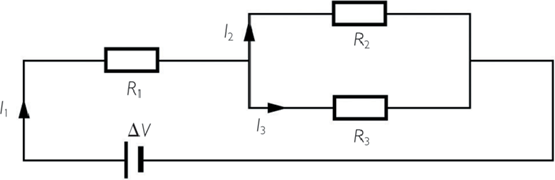 I₂
R₂
R₁
I₁
I₃
R₃
ΔV